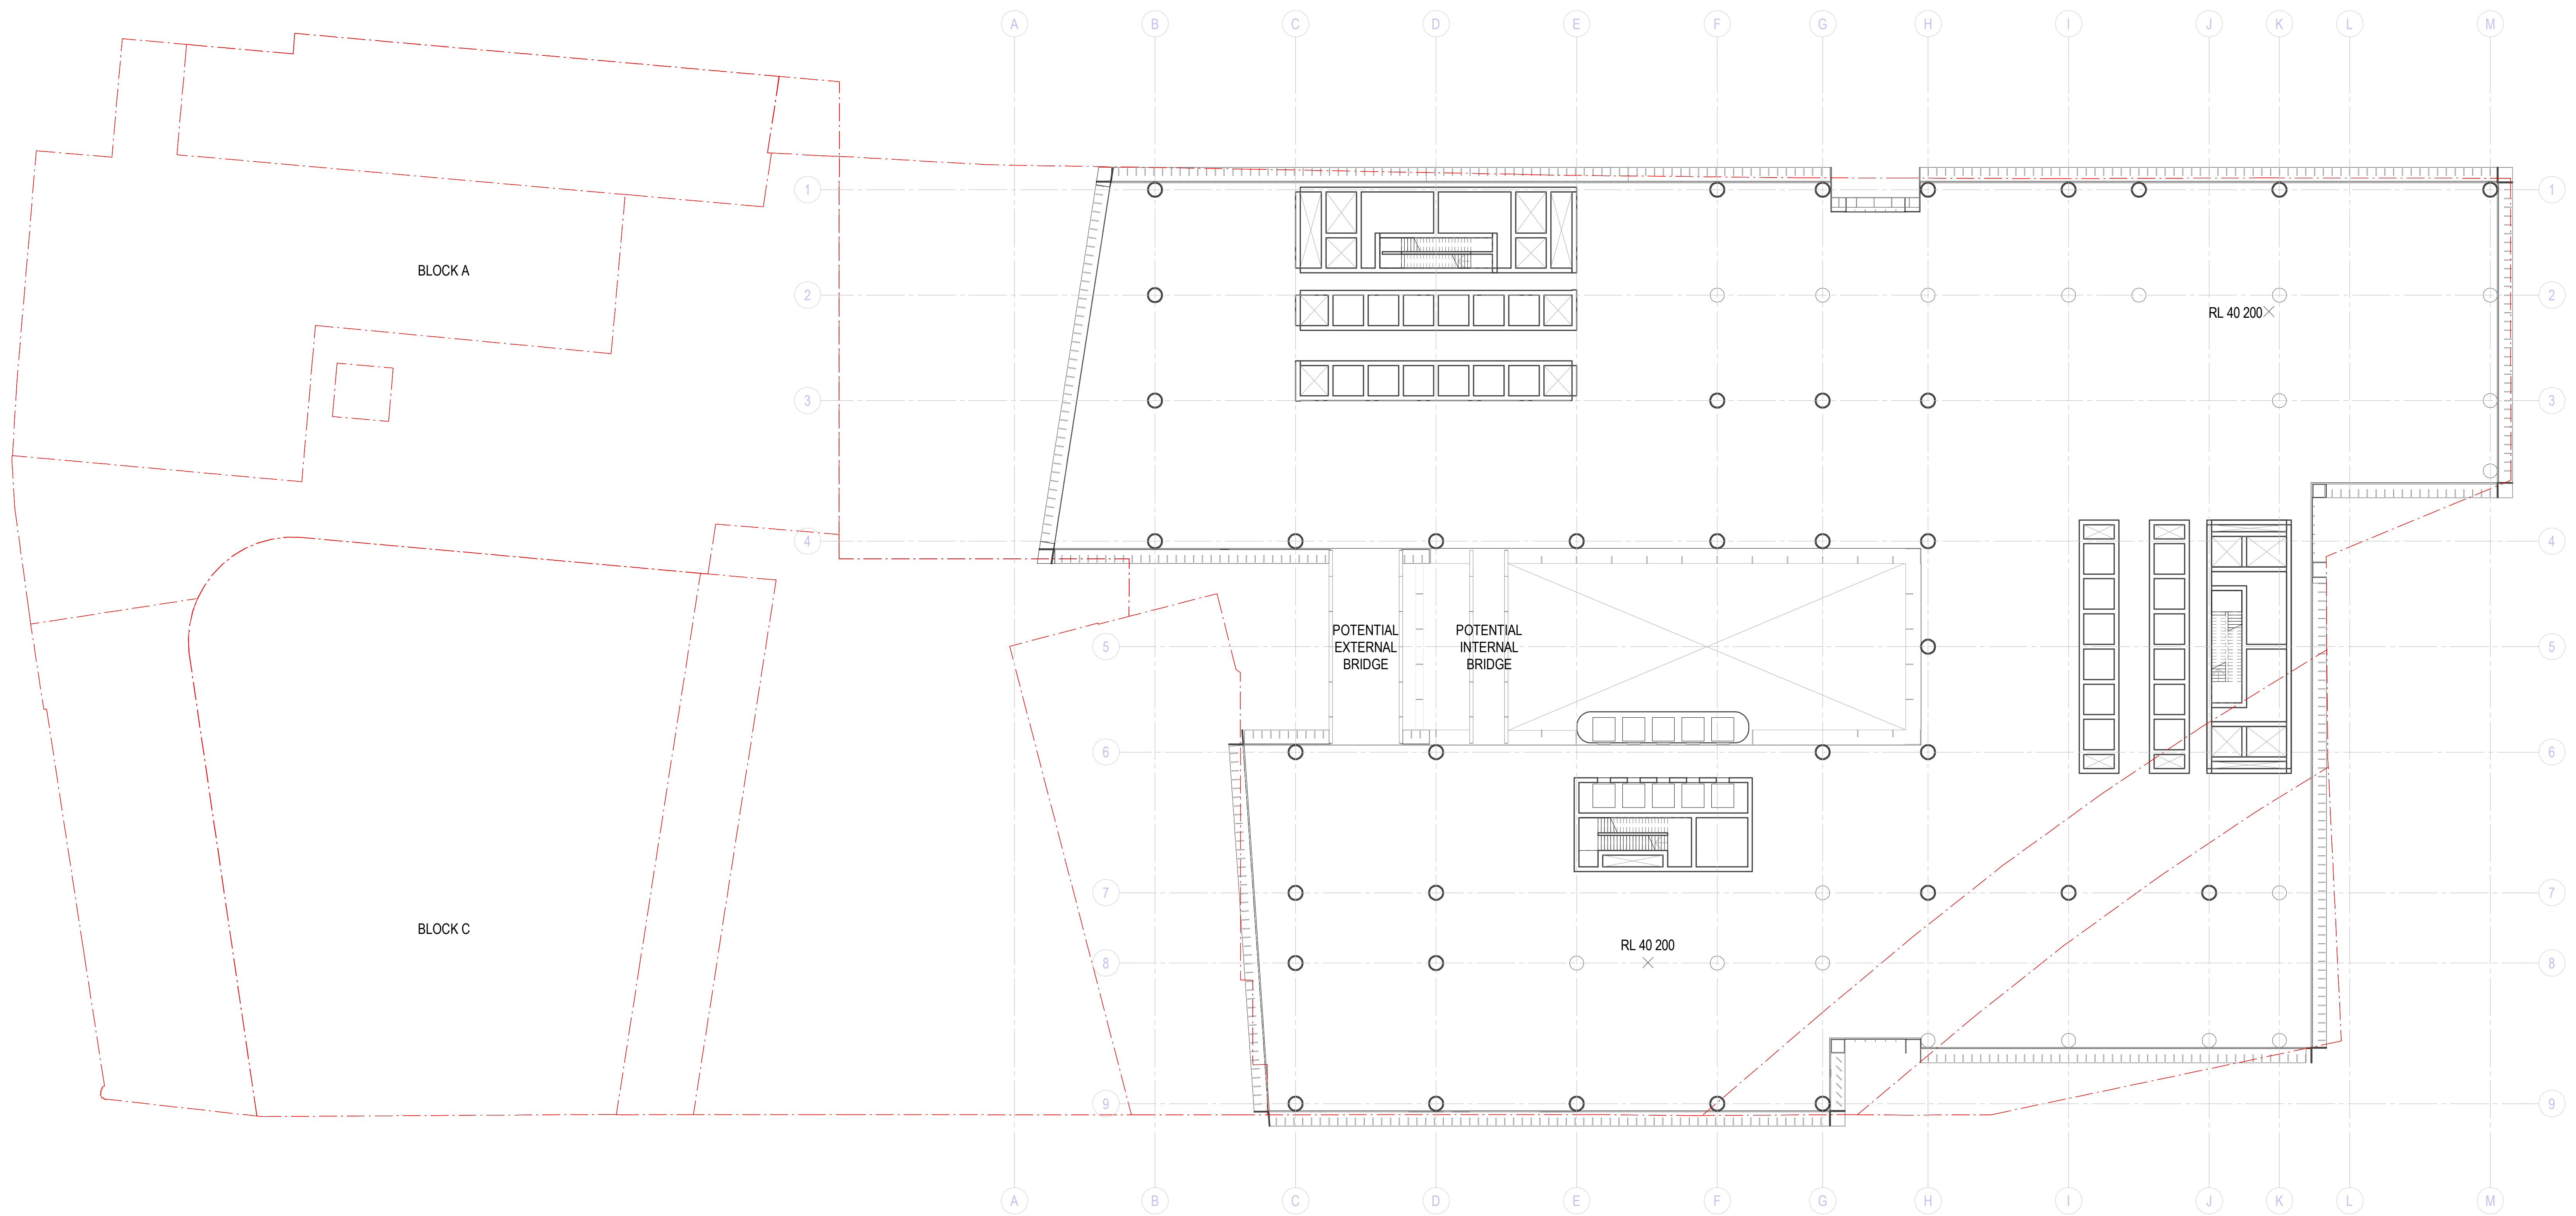 A B C D E F G H I J K L M
1 1
BLOCK A
2 2
RL 40 200
3 3
4 4
POTENTIAL
EXTERNAL
BRIDGE
POTENTIAL
INTERNAL
BRIDGE
5 5
6 6
7 7
BLOCK C
RL 40 200
8 8
9 9
A B C D E F G H I J K L M